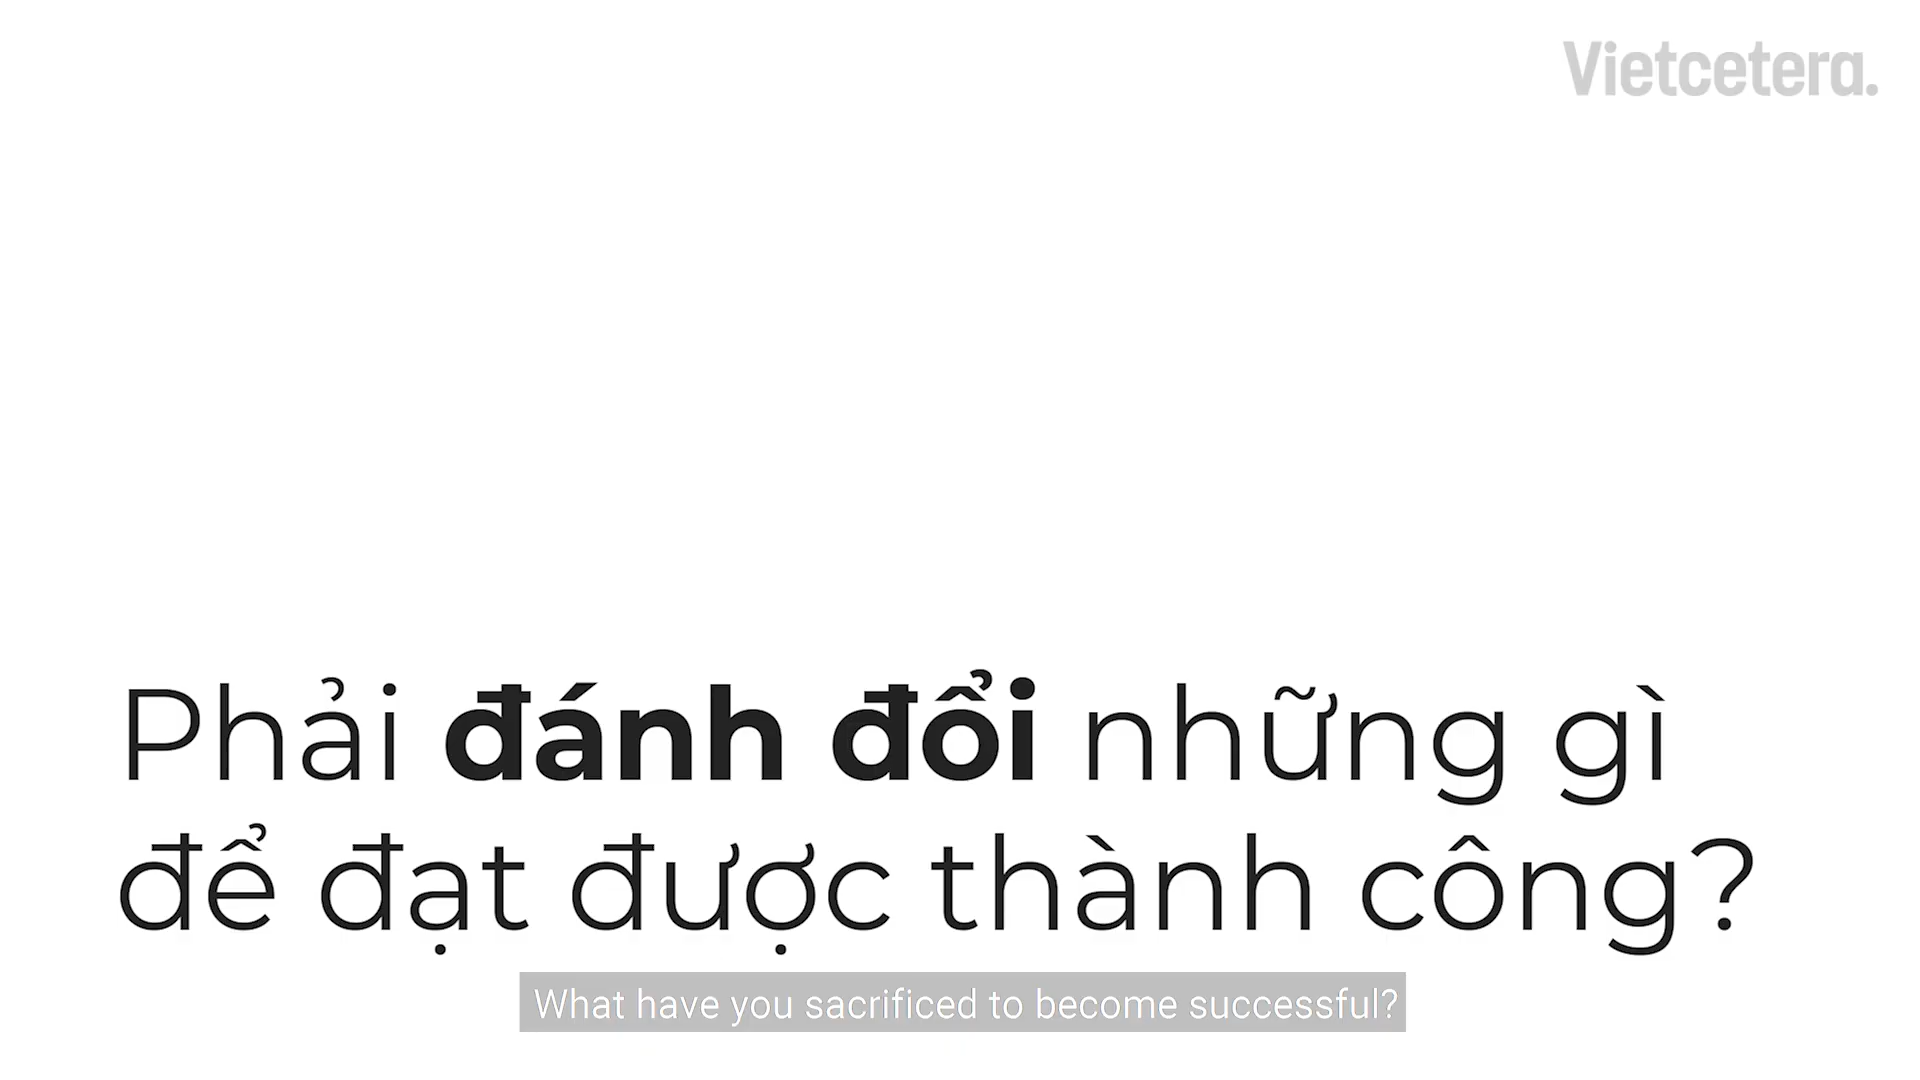 Vietcetera.
Phải đánh đổi những gì
để đạt được thành công?
What have you sacrificed to become successful?